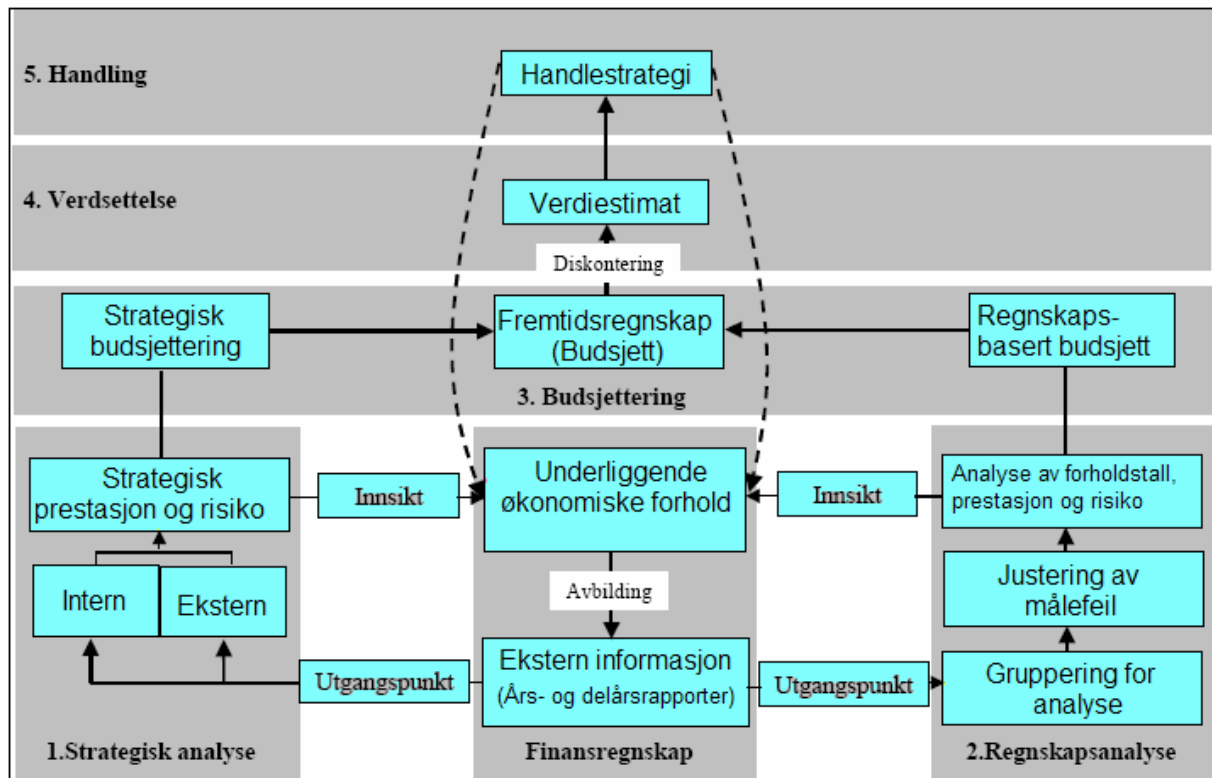 5. Handling
Handlestrategi
4. Verdsettelse
Verdiestimat
Diskontering
Strategisk
budsjettering
Fremtidsregnskap
(Budsjett)
Regnskaps-
basert budsjett
3. Budsjettering
Strategisk
prestasjon og risiko
Innsikt
Underliggende
økonomiske forhold
Innsikt
Analyse av forholdstall,
prestasjon og risiko
Intern
Ekstern
Avbilding
Justering av
målefeil
Utgangspunkt
Ekstern informasjon
(Års- og delårsrapporter)
Utgangspunkt
Gruppering for
analyse
1.Strategisk analyse
Finansregnskap
2.Regnskapsanalyse